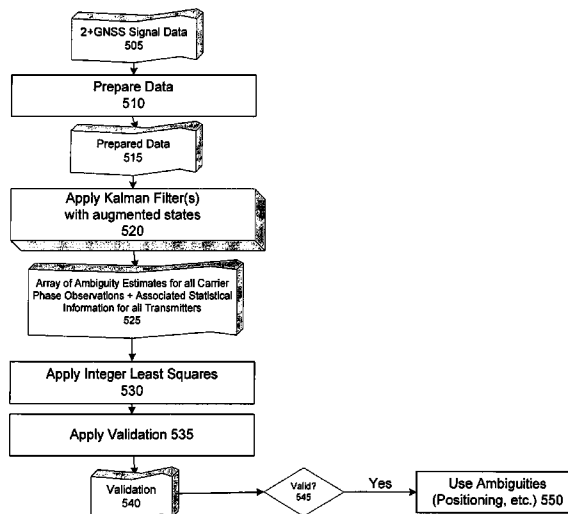 2+GNSS Signal Data
505
Prepare Data
510
Prepared Data
515
Apply Kalman Filter(s)
with augmented states
520
Array of Ambiguity Estimates for all Carrier
Phase Observations + Associated Statistical
Information for all Transmitters
525
Apply Integer Least Squares
530
Apply Validation 535
Validation
540
Valid?
545
Yes
Use Ambiguities
(Positioning, etc.) 550